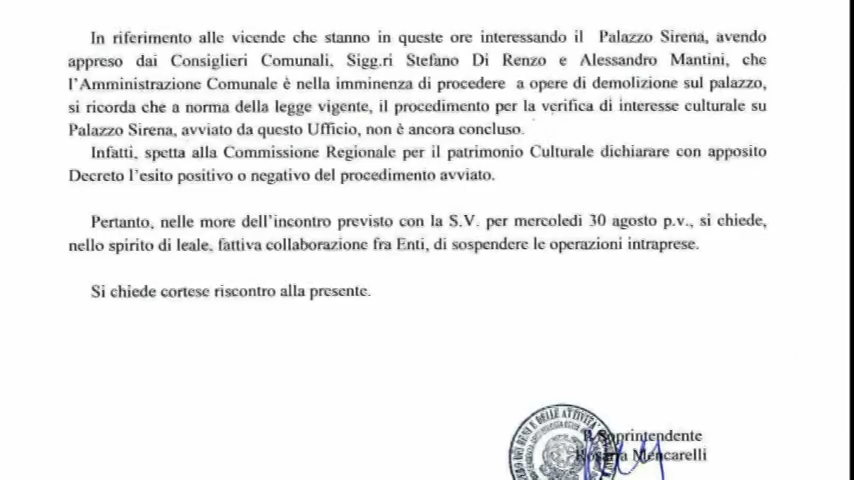 In riferimento alle vicende che stanno in queste ore interessando il Palazzo Sirena, avendo
appreso dai Consiglieri Comunali, Sigg.ri Stefano Di Renzo e Alessandro Mantini, che
l'Amministrazione Comunale è nella imminenza di procedere a opere di demolizione sul palazzo,
si ricorda che a norma della legge vigente, il procedimento per la verifica di interesse culturale su
Palazzo Sirena, avviato da questo Ufficio, non è ancora concluso.
Infatti, spetta alla Commissione Regionale per il patrimonio Culturale dichiarare con apposito
Decreto l'esito positivo o negativo del procedimento avviato.
Pertanto, nelle more dell'incontro previsto con la S.V. per mercoledì 30 agosto p.v., si chiede,
nello spirito di leale, fattiva collaborazione fra Enti, di sospendere le operazioni intraprese.
Si chiede cortese riscontro alla presente.
BENI E DELLE ATTIVITÀ
Il Soprintendente
Rosaria Mencarelli